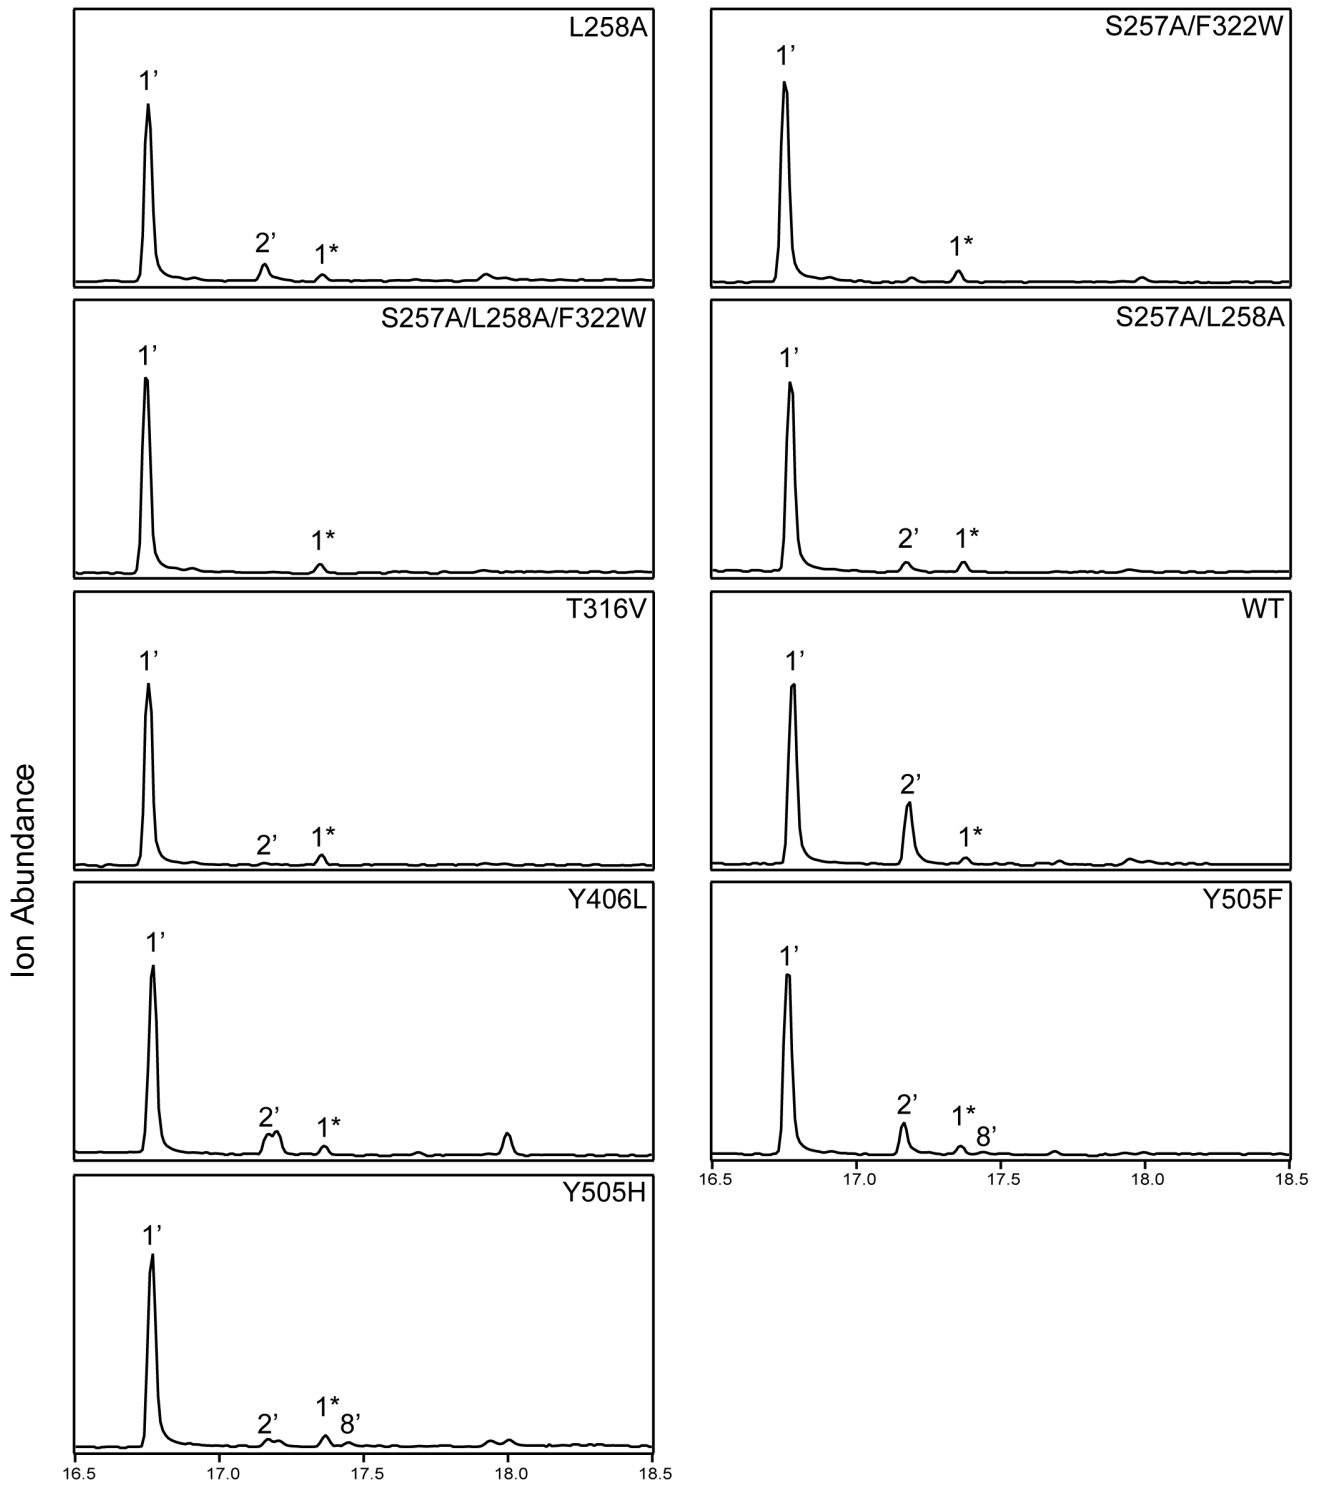 L258A
1’
2’
1*
S257A/F322W
1’
1*
S257A/L258A/F322W
1’
1*
S257A/L258A
1’
2’
1*
T316V
1’
2’
1*
WT
1’
2’
1*
Ion Abundance
Y406L
1’
2’
1*
Y505F
1’
2’
1*
8’
16.5 17.0 17.5 18.0 18.5
Y505H
1’
2’
1*
8’
16.5 17.0 17.5 18.0 18.5